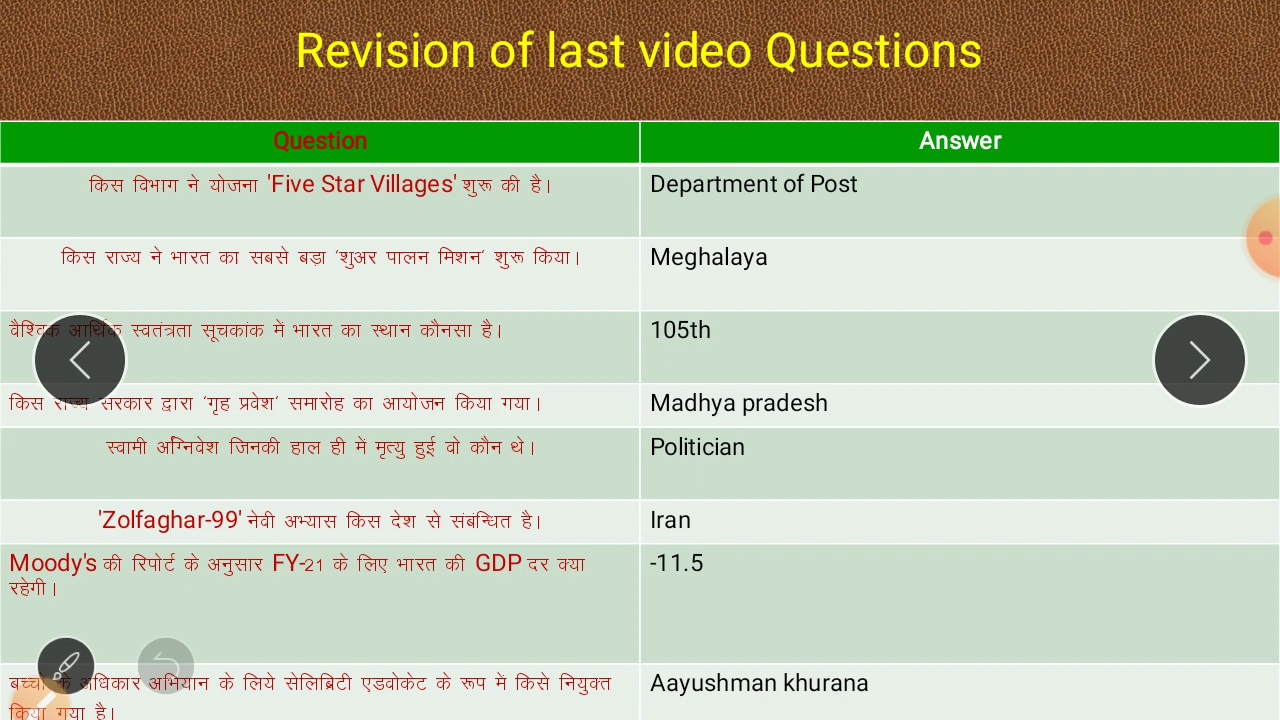 Revision of last video Questions
Question
Answer
किस विभाग ने योजना 'Five Star Villages' शुरू की है।
Department of Post
किस राज्य ने भारत का सबसे बड़ा ‘शुअर पालन मिशन’ शुरू किया।
Meghalaya
वैश्विक आर्थिक स्वतंत्रता सूचकांक में भारत का स्थान कौनसा है।
105th
किस राज्य सरकार द्वारा ‘गृह प्रवेश’ समारोह का आयोजन किया गया।
Madhya pradesh
स्वामी अग्निवेश जिनकी हाल ही में मृत्यु हुई वो कौन थे।
Politician
'Zolfaghar-99' नेवी अभ्यास किस देश से संबंन्धित है।
Iran
Moody's की रिपोर्ट के अनुसार FY-21 के लिए भारत की GDP दर क्या
रहेगी।
-11.5
बच्चों के अधिकार अभियान के लिये सेलिब्रिटी एडवोकेट के रूप में किसे नियुक्त
किया गया है।
Aayushman khurana